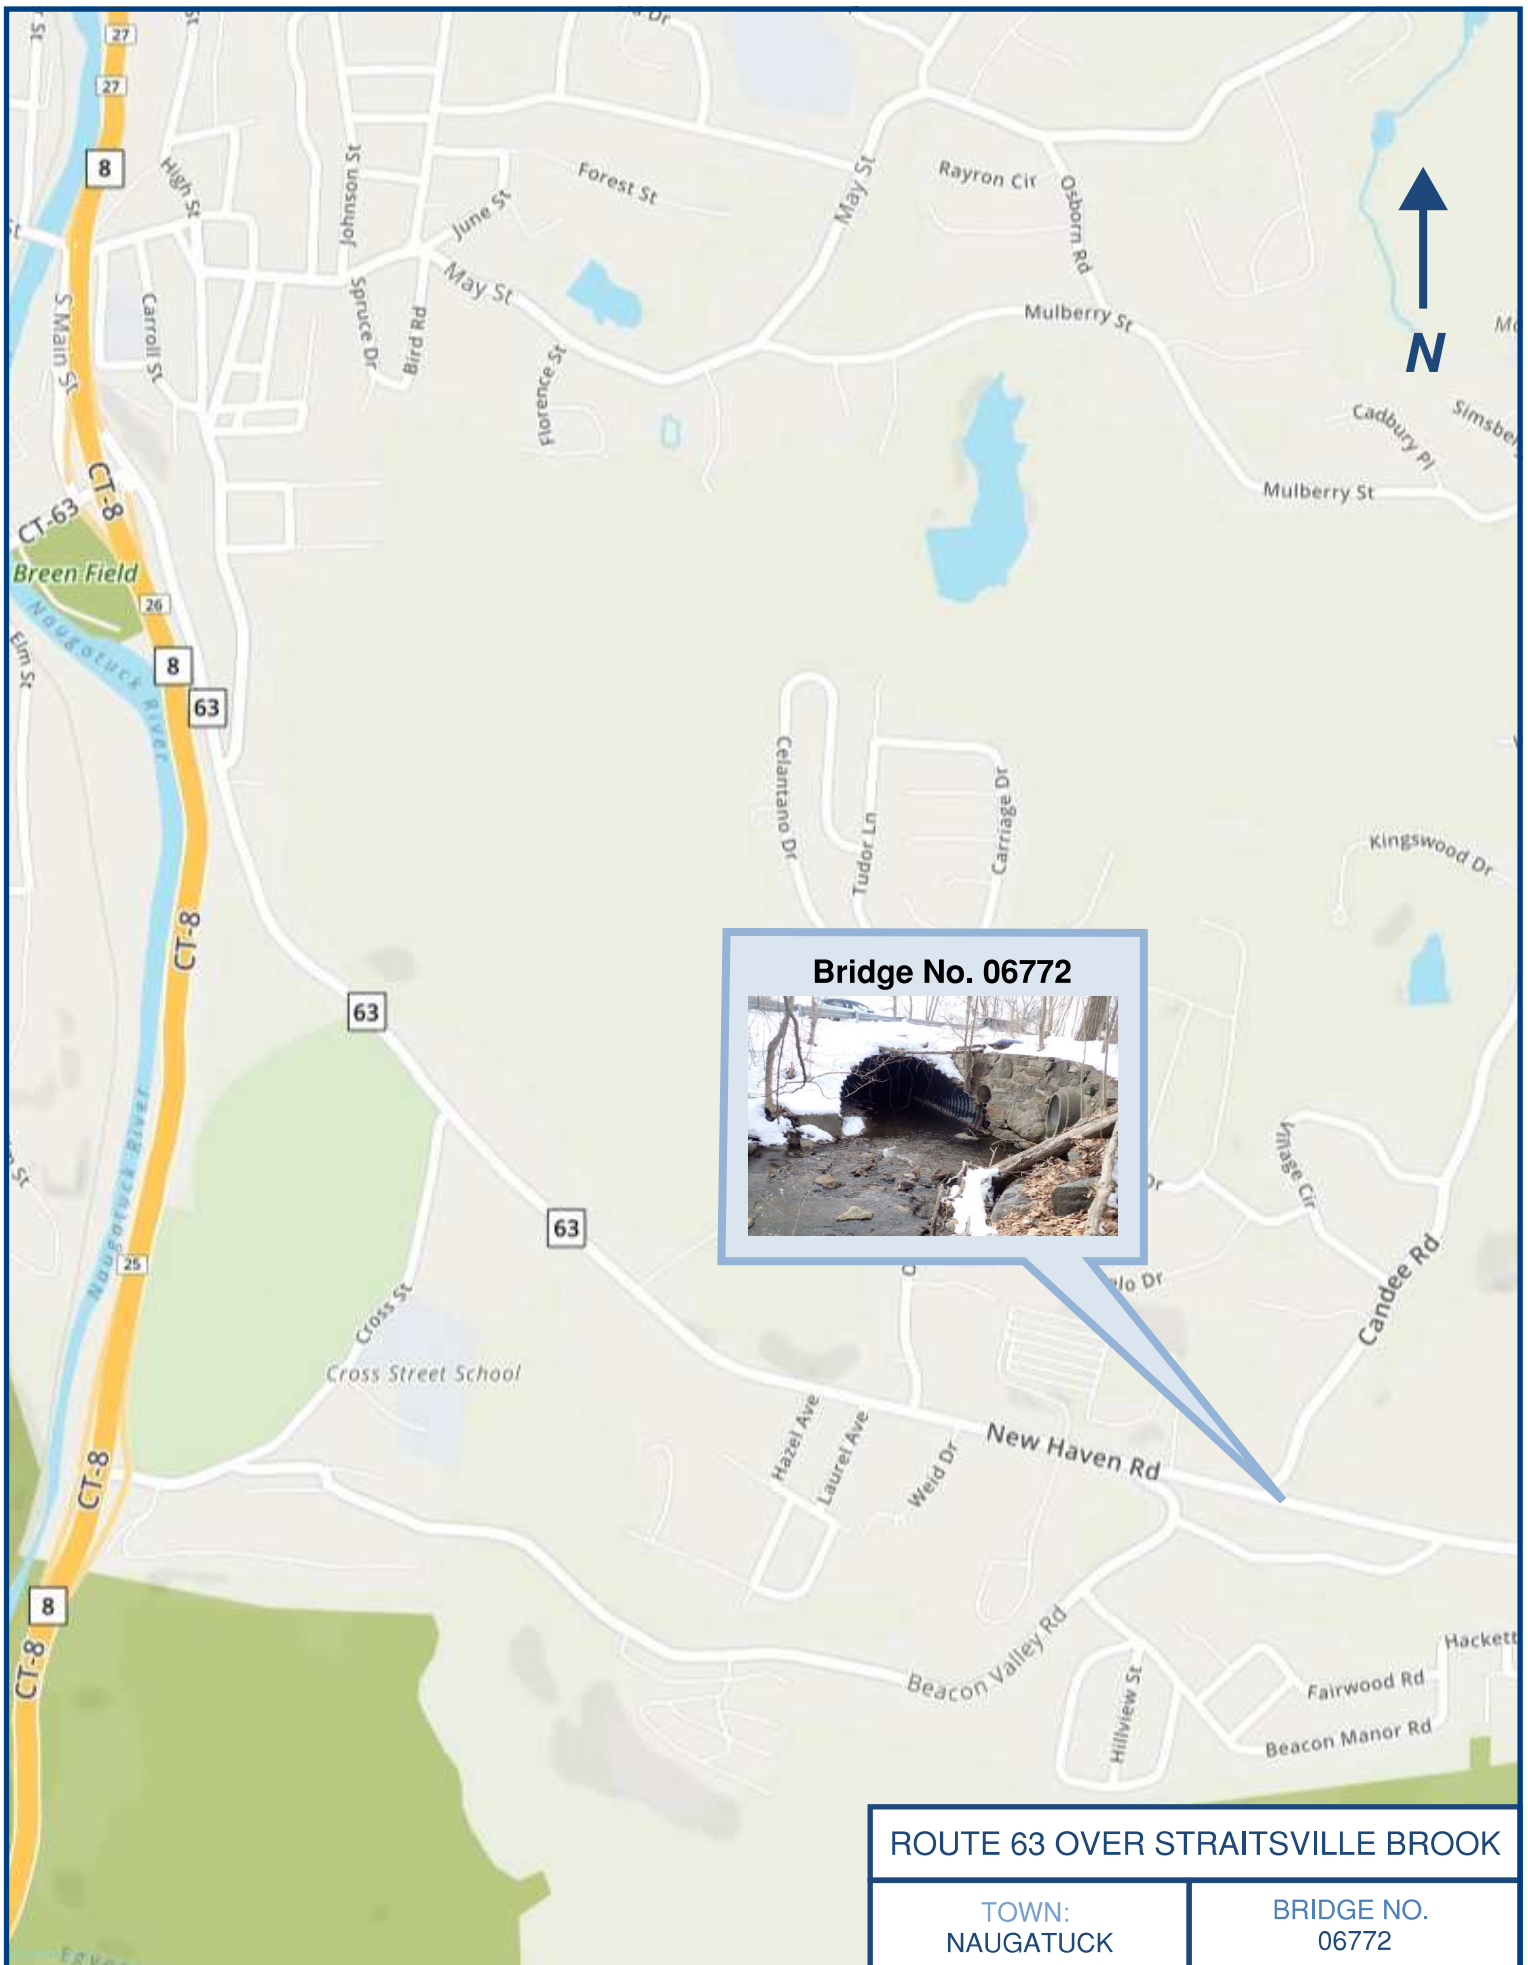 27
27
8
High St
Johnson St
June St
Forest St
May St
Rayron Cir
Osborn Rd
May St
Spruce Dr
Bird Rd
Carroll St
S Main St
Mulberry St
N
Florence St
Cadbury Pl
Mulberry St
CT-8
CT-63
Breen Field
26
Naugatuck River
Elm St
8
63
Celantano Dr
Tudor Ln
Carriage Dr
Kingswood Dr
CT-8
Bridge No. 06772
63
63
Naugatuck River
25
Village Cir
Dr
Candee Rd
Cross St
Cross Street School
Hazel Ave
Laurel Ave
Weid Dr
New Haven Rd
CT-8
8
CT-8
Beacon Valley Rd
Hillview St
Hackett
Fairwood Rd
Beacon Manor Rd
ROUTE 63 OVER STRAITSVILLE BROOK
TOWN:
NAUGATUCK
BRIDGE NO.
06772